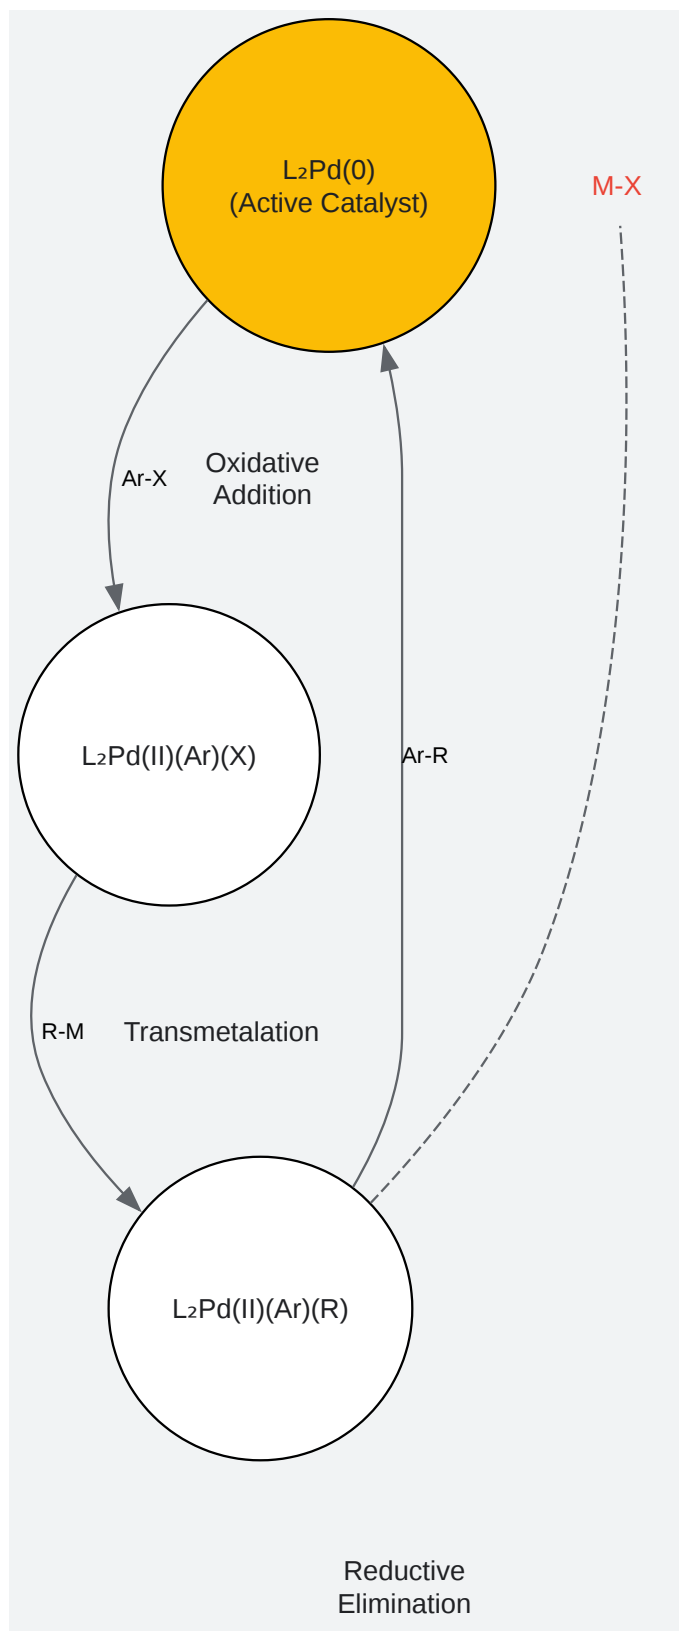 L₂Pd(0)
(Active Catalyst)
M-X
Oxidative
Addition
Ar-X
L₂Pd(II)(Ar)(X)
Ar-R
R-M
Transmetalation
L₂Pd(II)(Ar)(R)
Reductive
Elimination